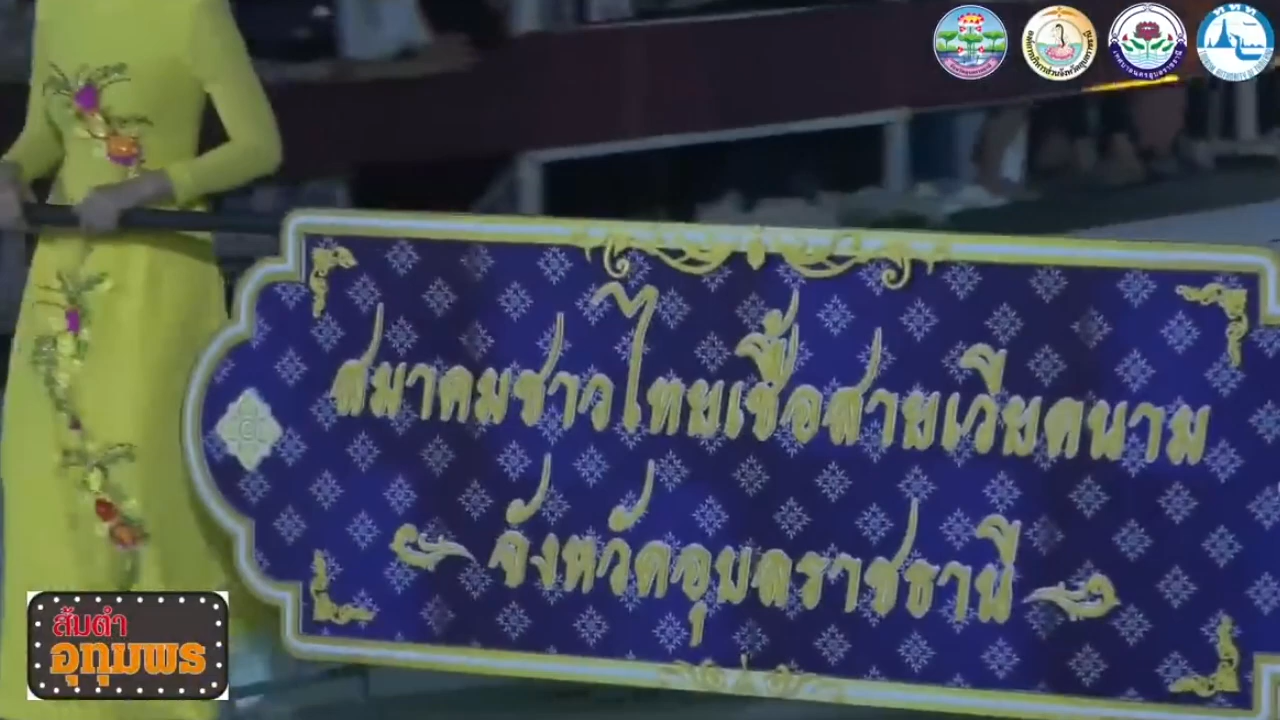 สมาคมชาวไทยเชื้อสายเวียดนาม
จังหวัดอุบลราชธานี
ส้มตำ
อุทุมพร